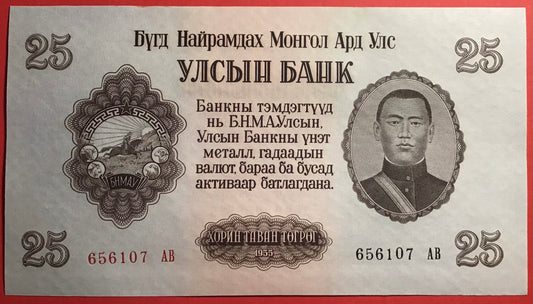 25 Бүгд Найрамдах Монгол Ард Улс 25
УЛСЫН БАНК
Банкны тэмдэгтүүд
нь Б.Н.М.А.Улсын,
Улсын Банкны үнэт
металл, гадаадын
валют, бараа ба бусад
активаар батлагдана.
БНМАУ
ХОРИН ТАВАН ТӨГРӨГ
1955
25 656107 АВ 656107 АВ 25